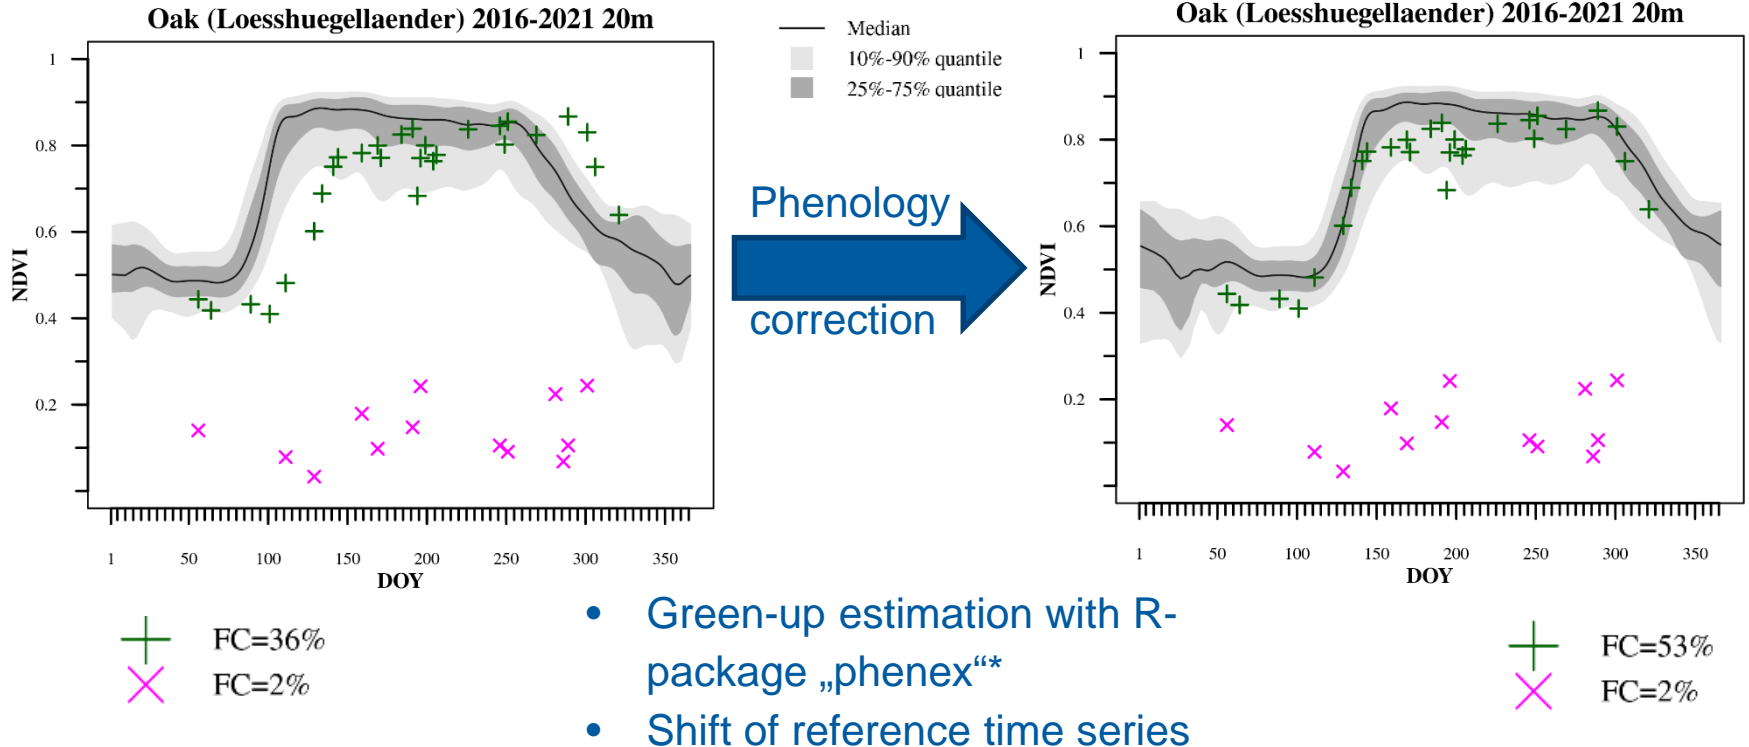 Oak (Loesshuegellaender) 2016-2021 20m
1
0.8
0.6
0.4
0.2
NDVI
1 50 100 150 200 250 300 350
DOY
FC=36%
FC=2%
Median
10%-90% quantile
25%-75% quantile
Phenology
correction
Oak (Loesshuegellaender) 2016-2021 20m
1
0.8
0.6
0.4
0.2
NDVI
1 50 100 150 200 250 300 350
DOY
FC=53%
FC=2%
• Green-up estimation with R-
package „phenex“*
• Shift of reference time series